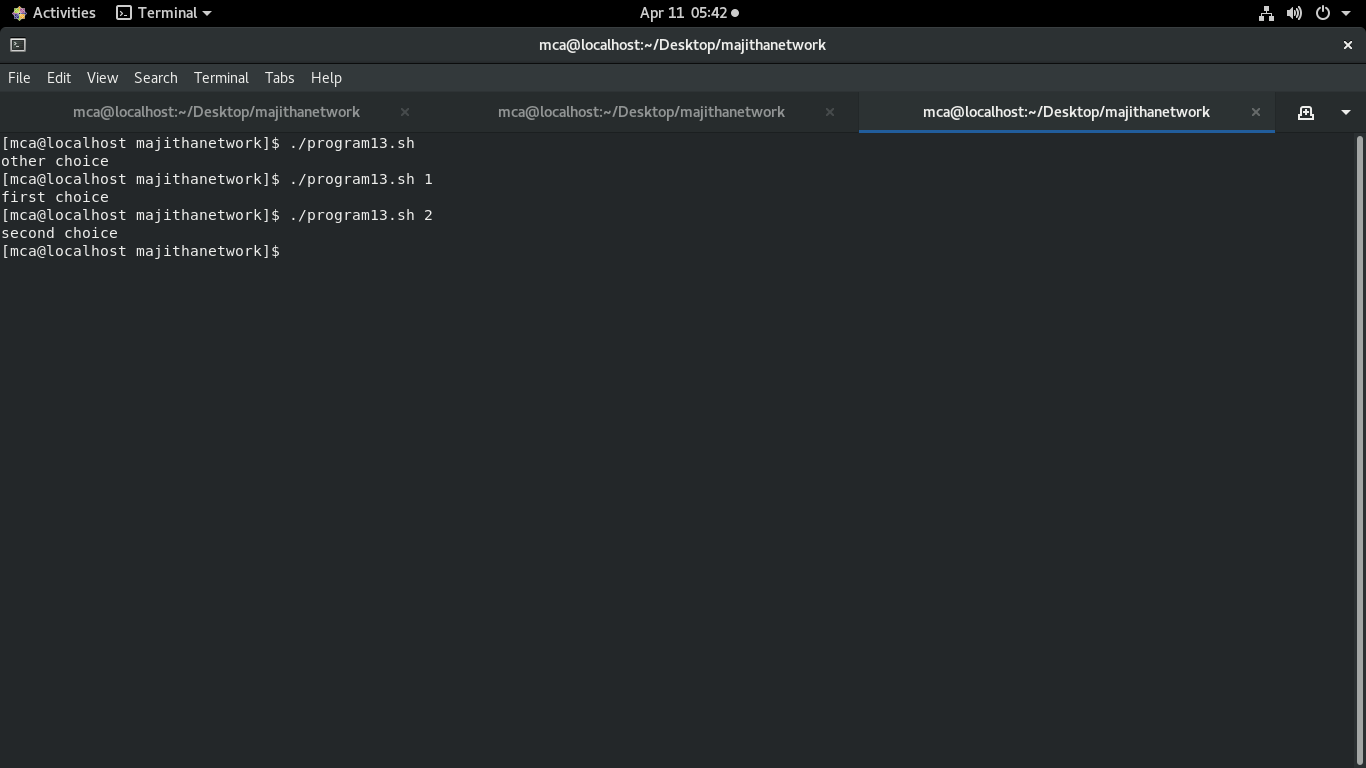 Activities Terminal Apr 11 05:42
mca@localhost:~/Desktop/majithanetwork
File Edit View Search Terminal Tabs Help
mca@localhost:~/Desktop/majithanetwork mca@localhost:~/Desktop/majithanetwork mca@localhost:~/Desktop/majithanetwork
[mca@localhost majithanetwork]$ ./program13.sh
other choice
[mca@localhost majithanetwork]$ ./program13.sh 1
first choice
[mca@localhost majithanetwork]$ ./program13.sh 2
second choice
[mca@localhost majithanetwork]$